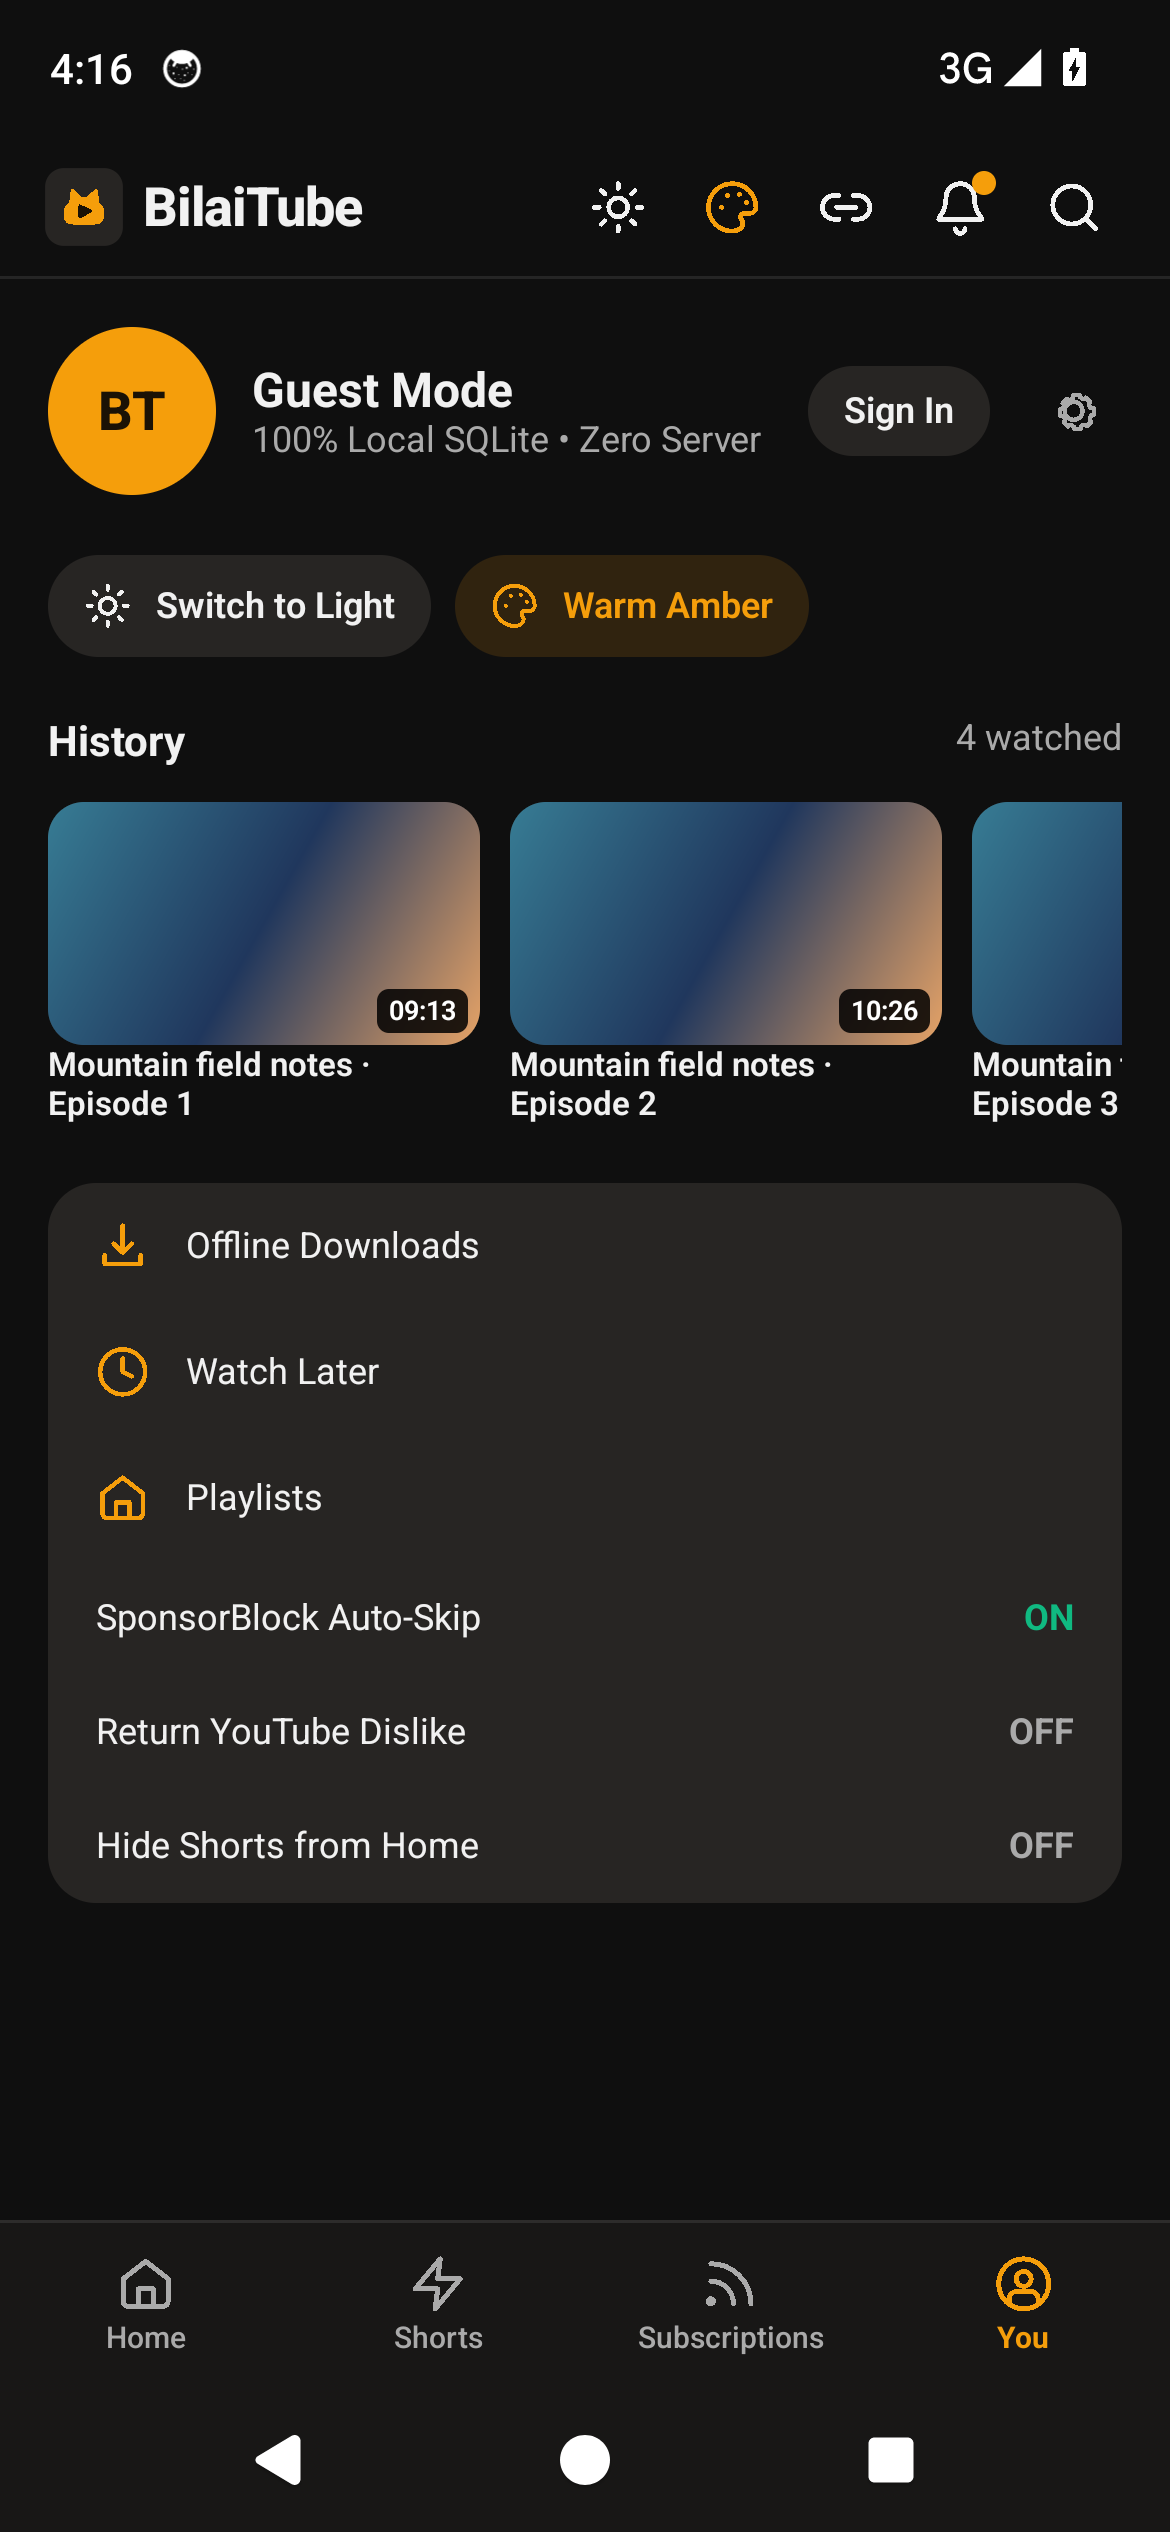 4:16
3G
BilaiTube
BT
Guest Mode
100% Local SQLite • Zero Server
Sign In
Switch to Light
Warm Amber
History
4 watched
09:13
10:26
Mountain field notes ·
Episode 1
Mountain field notes ·
Episode 2
Mountain
Episode 3
Offline Downloads
Watch Later
Playlists
SponsorBlock Auto-Skip
ON
Return YouTube Dislike
OFF
Hide Shorts from Home
OFF
Home
Shorts
Subscriptions
You